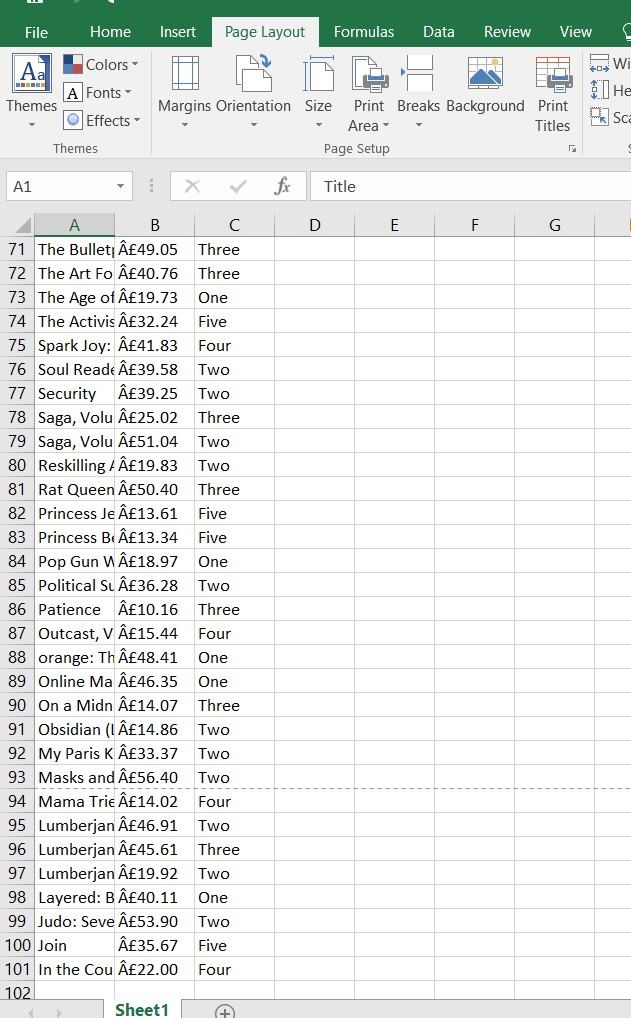 File Home Insert Page Layout Formulas Data Review View
Colors
Fonts
Effects
Themes Margins Orientation Size Print Area Breaks Background Print Titles
Themes Page Setup
A1 fx Title
A B C D E F G
71 The Bullet Â£49.05 Three
72 The Art Fo Â£40.76 Three
73 The Age of Â£19.73 One
74 The Activis Â£32.24 Five
75 Spark Joy: Â£41.83 Four
76 Soul Reade Â£39.58 Two
77 Security Â£39.25 Two
78 Saga, Volu Â£25.02 Three
79 Saga, Volu Â£51.04 Two
80 Reskilling Â£19.83 Two
81 Rat Queen Â£50.40 Three
82 Princess Je Â£13.61 Five
83 Princess Be Â£13.34 Five
84 Pop Gun W Â£18.97 One
85 Political Su Â£36.28 Two
86 Patience Â£10.16 Three
87 Outcast, V Â£15.44 Four
88 orange: Th Â£48.41 One
89 Online Ma Â£46.35 One
90 On a Midn Â£14.07 Three
91 Obsidian (L Â£14.86 Two
92 My Paris K Â£33.37 Two
93 Masks and Â£56.40 Two
94 Mama Trie Â£14.02 Four
95 Lumberjan Â£46.91 Two
96 Lumberjan Â£45.61 Three
97 Lumberjan Â£19.92 Two
98 Layered: B Â£40.11 One
99 Judo: Seve Â£53.90 Two
100 Join Â£35.67 Five
101 In the Cou Â£22.00 Four
102
Sheet1